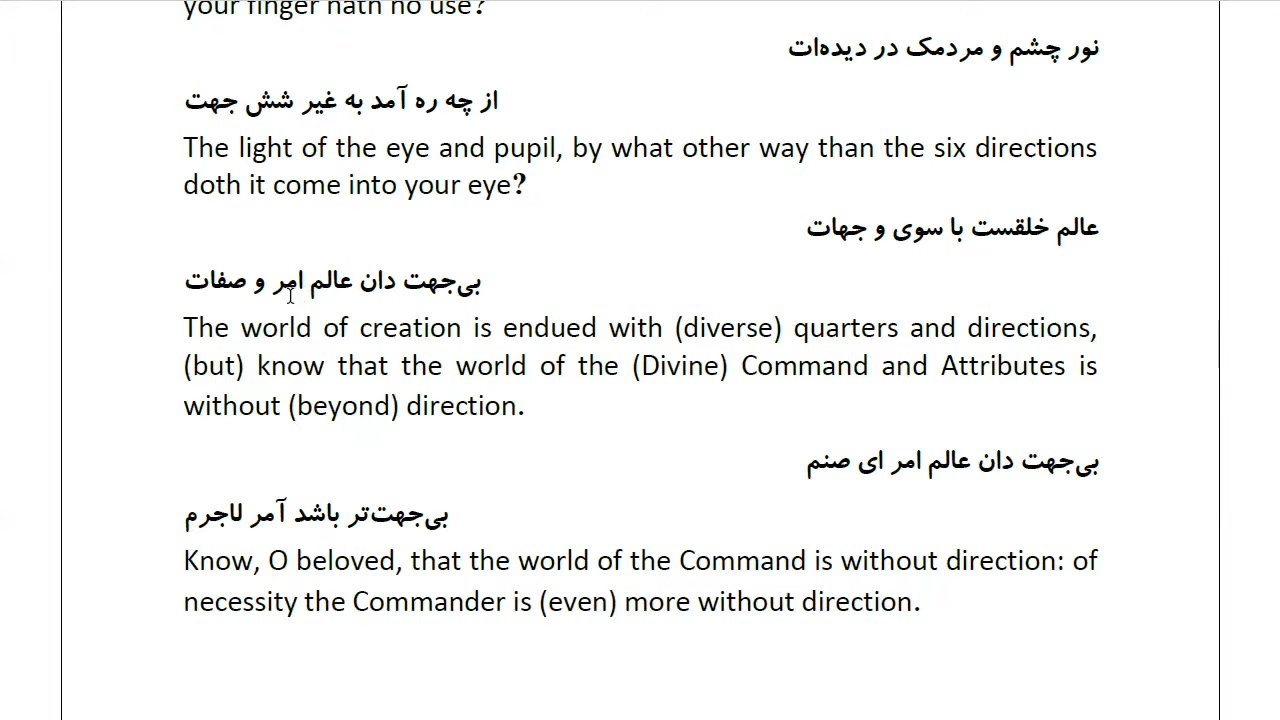 your finger hath no use?
نور چشم و مردمک در دیده‌ات
از چه ره آمد به غیر شش جهت
The light of the eye and pupil, by what other way than the six directions
doth it come into your eye?
عالم خلقست با سوی و جهات
بی‌جهت دان عالم امر و صفات
The world of creation is endued with (diverse) quarters and directions,
(but) know that the world of the (Divine) Command and Attributes is
without (beyond) direction.
بی‌جهت دان عالم امر ای صنم
بی‌جهت‌تر باشد آمر لاجرم
Know, O beloved, that the world of the Command is without direction: of
necessity the Commander is (even) more without direction.